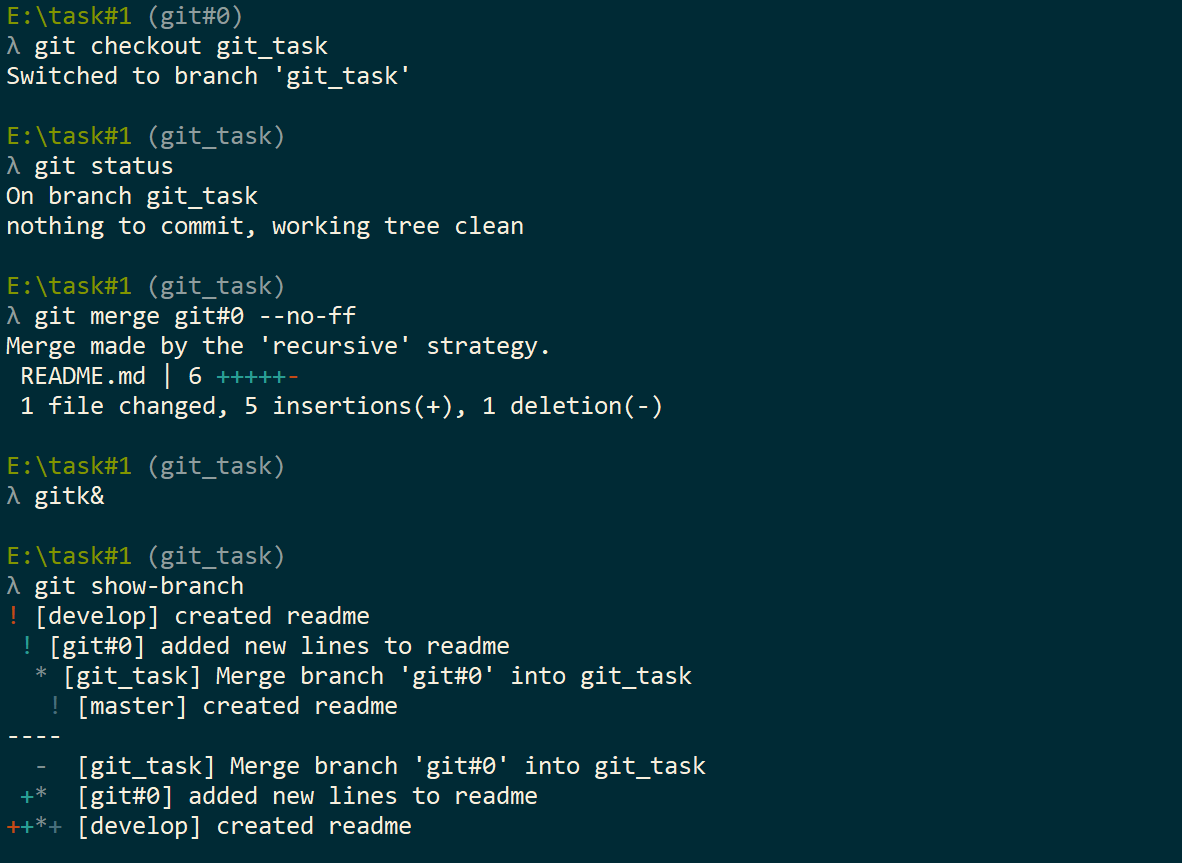 E:\task#1 (git#0)
λ git checkout git_task
Switched to branch 'git_task'
E:\task#1 (git_task)
λ git status
On branch git_task
nothing to commit, working tree clean
E:\task#1 (git_task)
λ git merge git#0 --no-ff
Merge made by the 'recursive' strategy.
 README.md | 6 +++++-
 1 file changed, 5 insertions(+), 1 deletion(-)
E:\task#1 (git_task)
λ gitk&
E:\task#1 (git_task)
λ git show-branch
! [develop] created readme
 ! [git#0] added new lines to readme
  * [git_task] Merge branch 'git#0' into git_task
   ! [master] created readme
----
  -  [git_task] Merge branch 'git#0' into git_task
 +*  [git#0] added new lines to readme
++*+ [develop] created readme